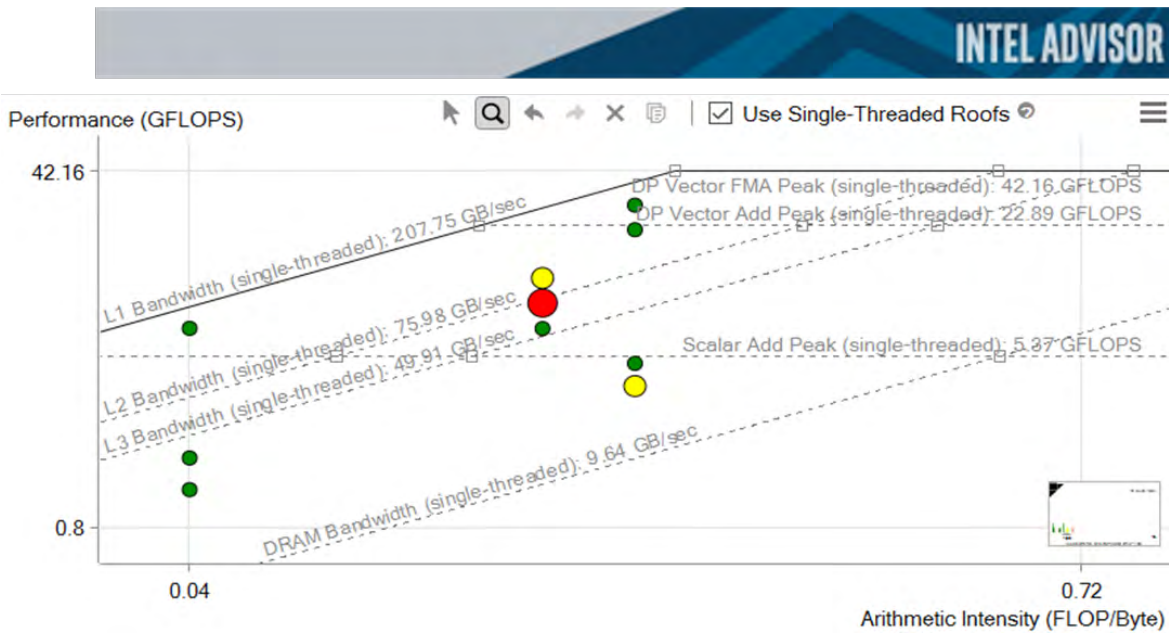 INTEL ADVISOR
Performance (GFLOPS)
Use Single-Threaded Roofs
42.16
DP Vector FMA Peak (single-threaded): 42.16 GFLOPS
DP Vector Add Peak (single-threaded): 22.89 GFLOPS
L1 Bandwidth (single-threaded): 207.75 GB/sec
L2 Bandwidth (single-threaded): 75.98 GB/sec
Scalar Add Peak (single-threaded): 5.37 GFLOPS
L3 Bandwidth (single-threaded): 49.91 GB/sec
DRAM Bandwidth (single-threaded): 9.64 GB/sec
0.8
0.04
0.72
Arithmetic Intensity (FLOP/Byte)